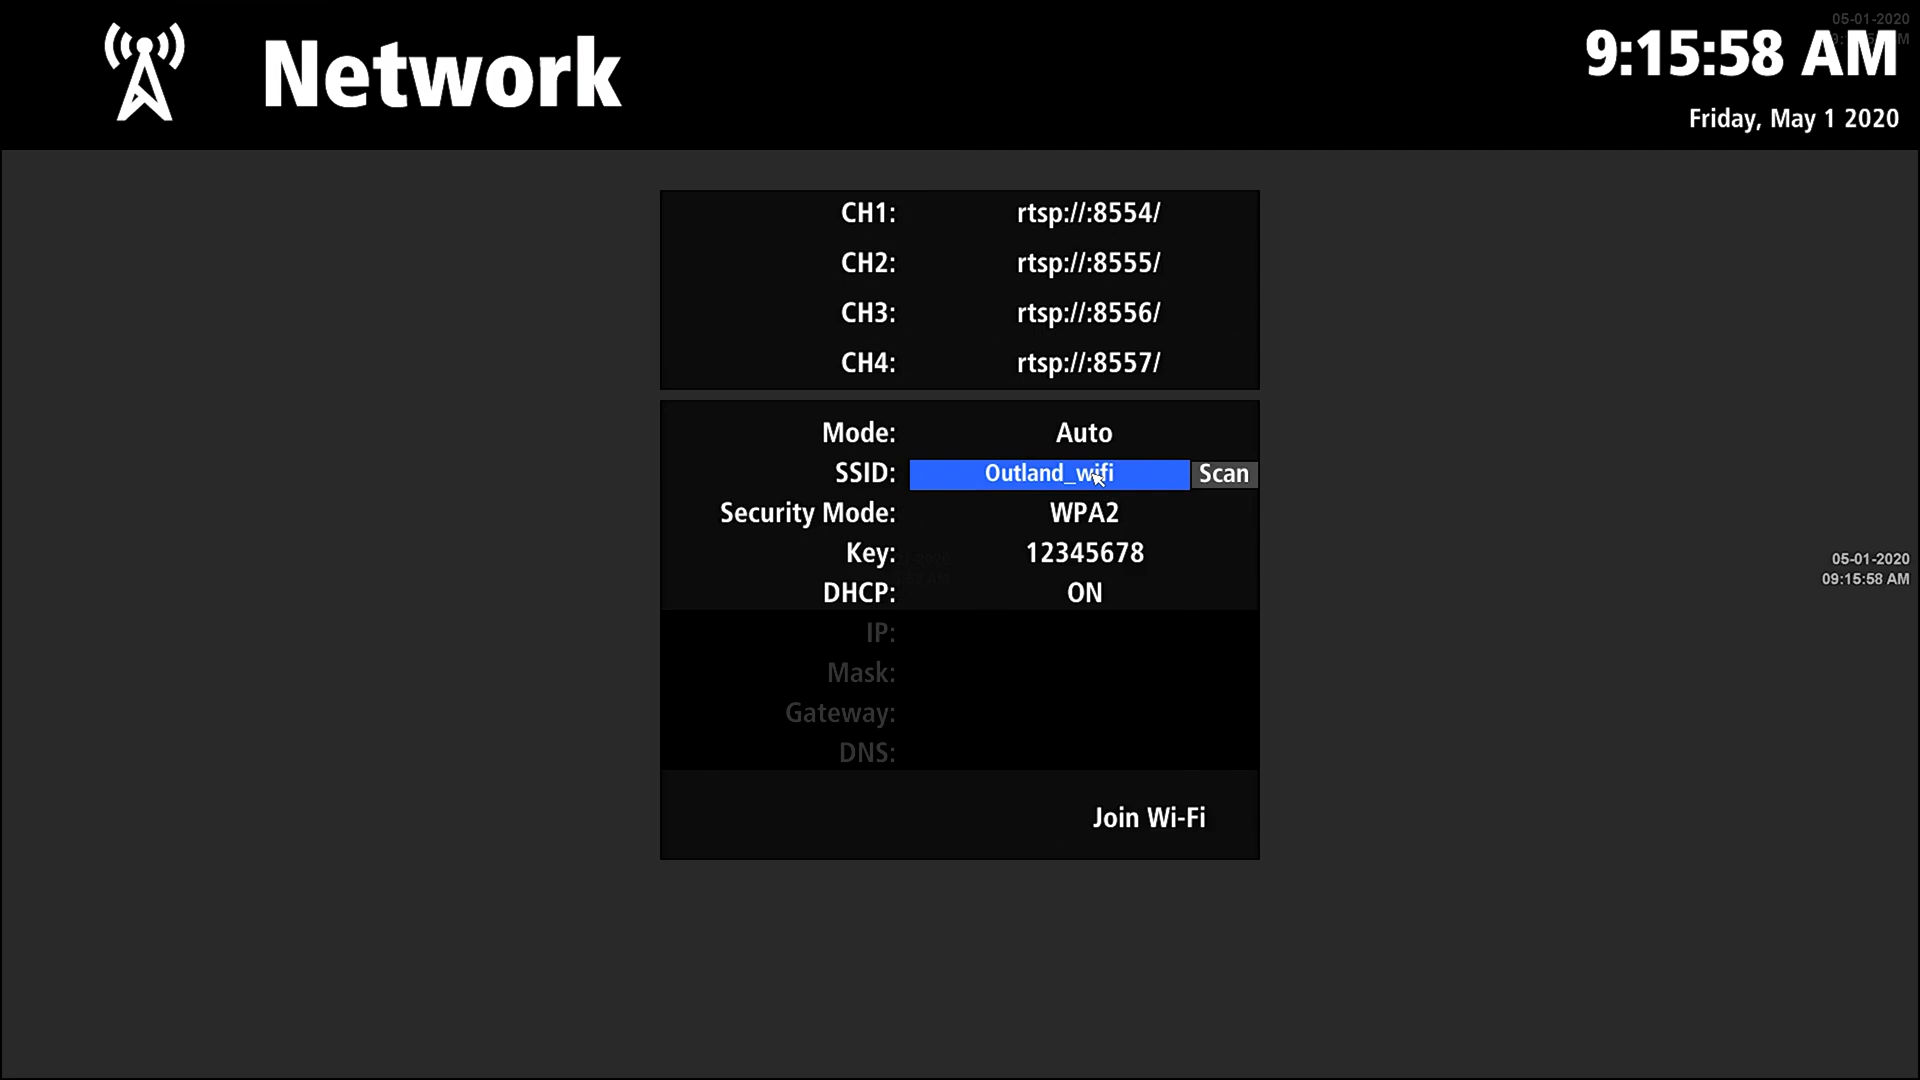 Network
05-01-2020
9:15:58 AM
Friday, May 1 2020
CH1: rtsp://:8554/
CH2: rtsp://:8555/
CH3: rtsp://:8556/
CH4: rtsp://:8557/
Mode: Auto
SSID: Outland_wifi Scan
Security Mode: WPA2
Key: 12345678
DHCP: ON
05-01-2020
09:15:58 AM
IP:
Mask:
Gateway:
DNS:
Join Wi-Fi